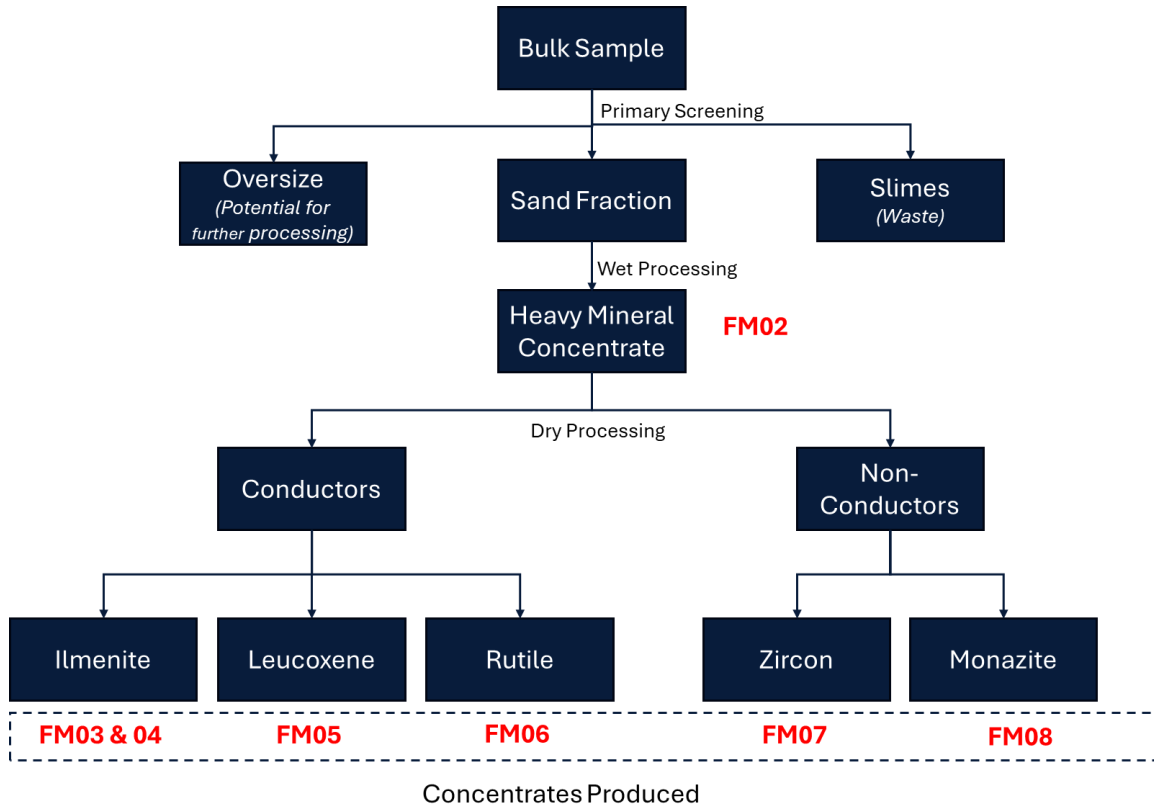 Bulk Sample
Primary Screening
Oversize
(Potential for
further processing)
Sand Fraction
Slimes
(Waste)
Wet Processing
Heavy Mineral
Concentrate
FM02
Dry Processing
Conductors
Non-
Conductors
Ilmenite
Leucoxene
Rutile
Zircon
Monazite
FM03 & 04
FM05
FM06
FM07
FM08
Concentrates Produced